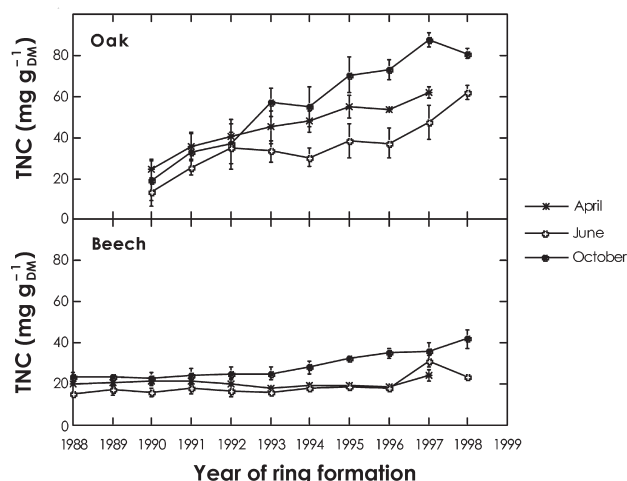 Oak
TNC (mg g⁻¹DM)
80
60
40
20
0
Beech
TNC (mg g⁻¹DM)
80
60
40
20
0
1988 1989 1990 1991 1992 1993 1994 1995 1996 1997 1998 1999
Year of ring formation
April
June
October